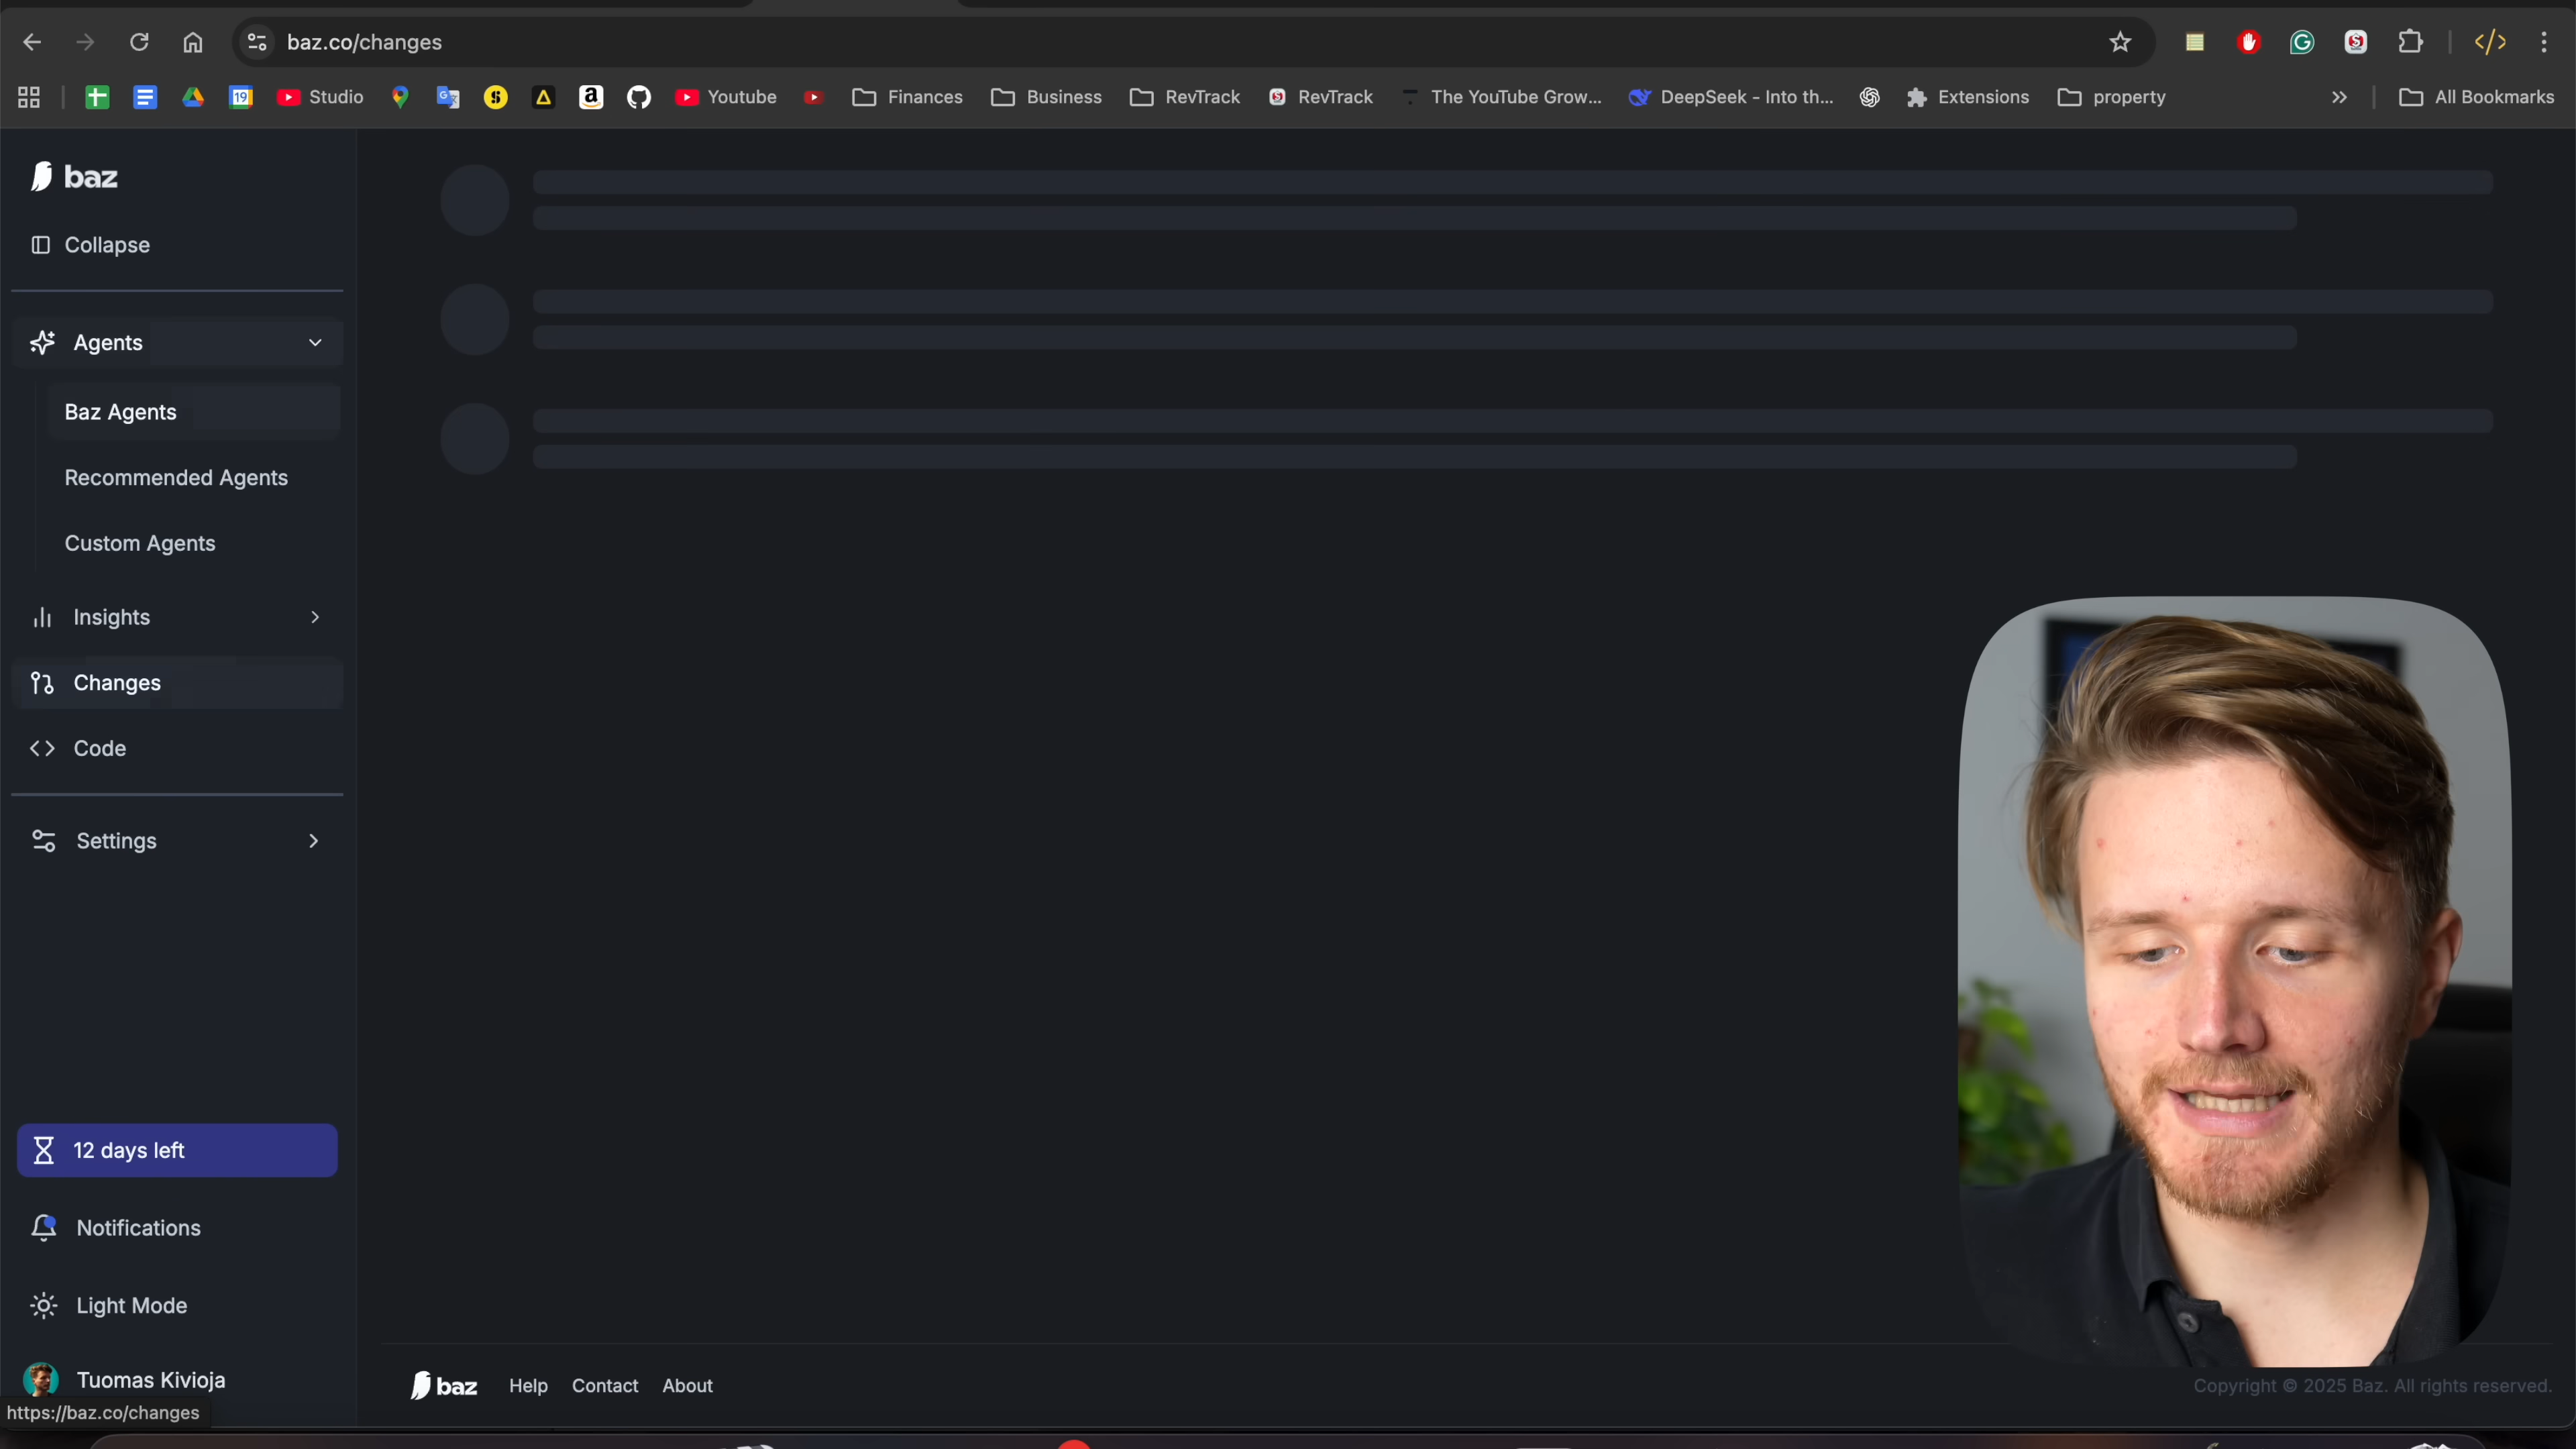 baz.co/changes
Studio
Youtube
Finances
Business
RevTrack
RevTrack
The YouTube Grow...
DeepSeek - Into th...
Extensions
property
All Bookmarks
baz
Collapse
Agents
Baz Agents
Recommended Agents
Custom Agents
Insights
Changes
Code
Settings
12 days left
Notifications
Light Mode
Tuomas Kivioja
https://baz.co/changes
baz
Help
Contact
About
Copyright © 2025 Baz. All rights reserved.